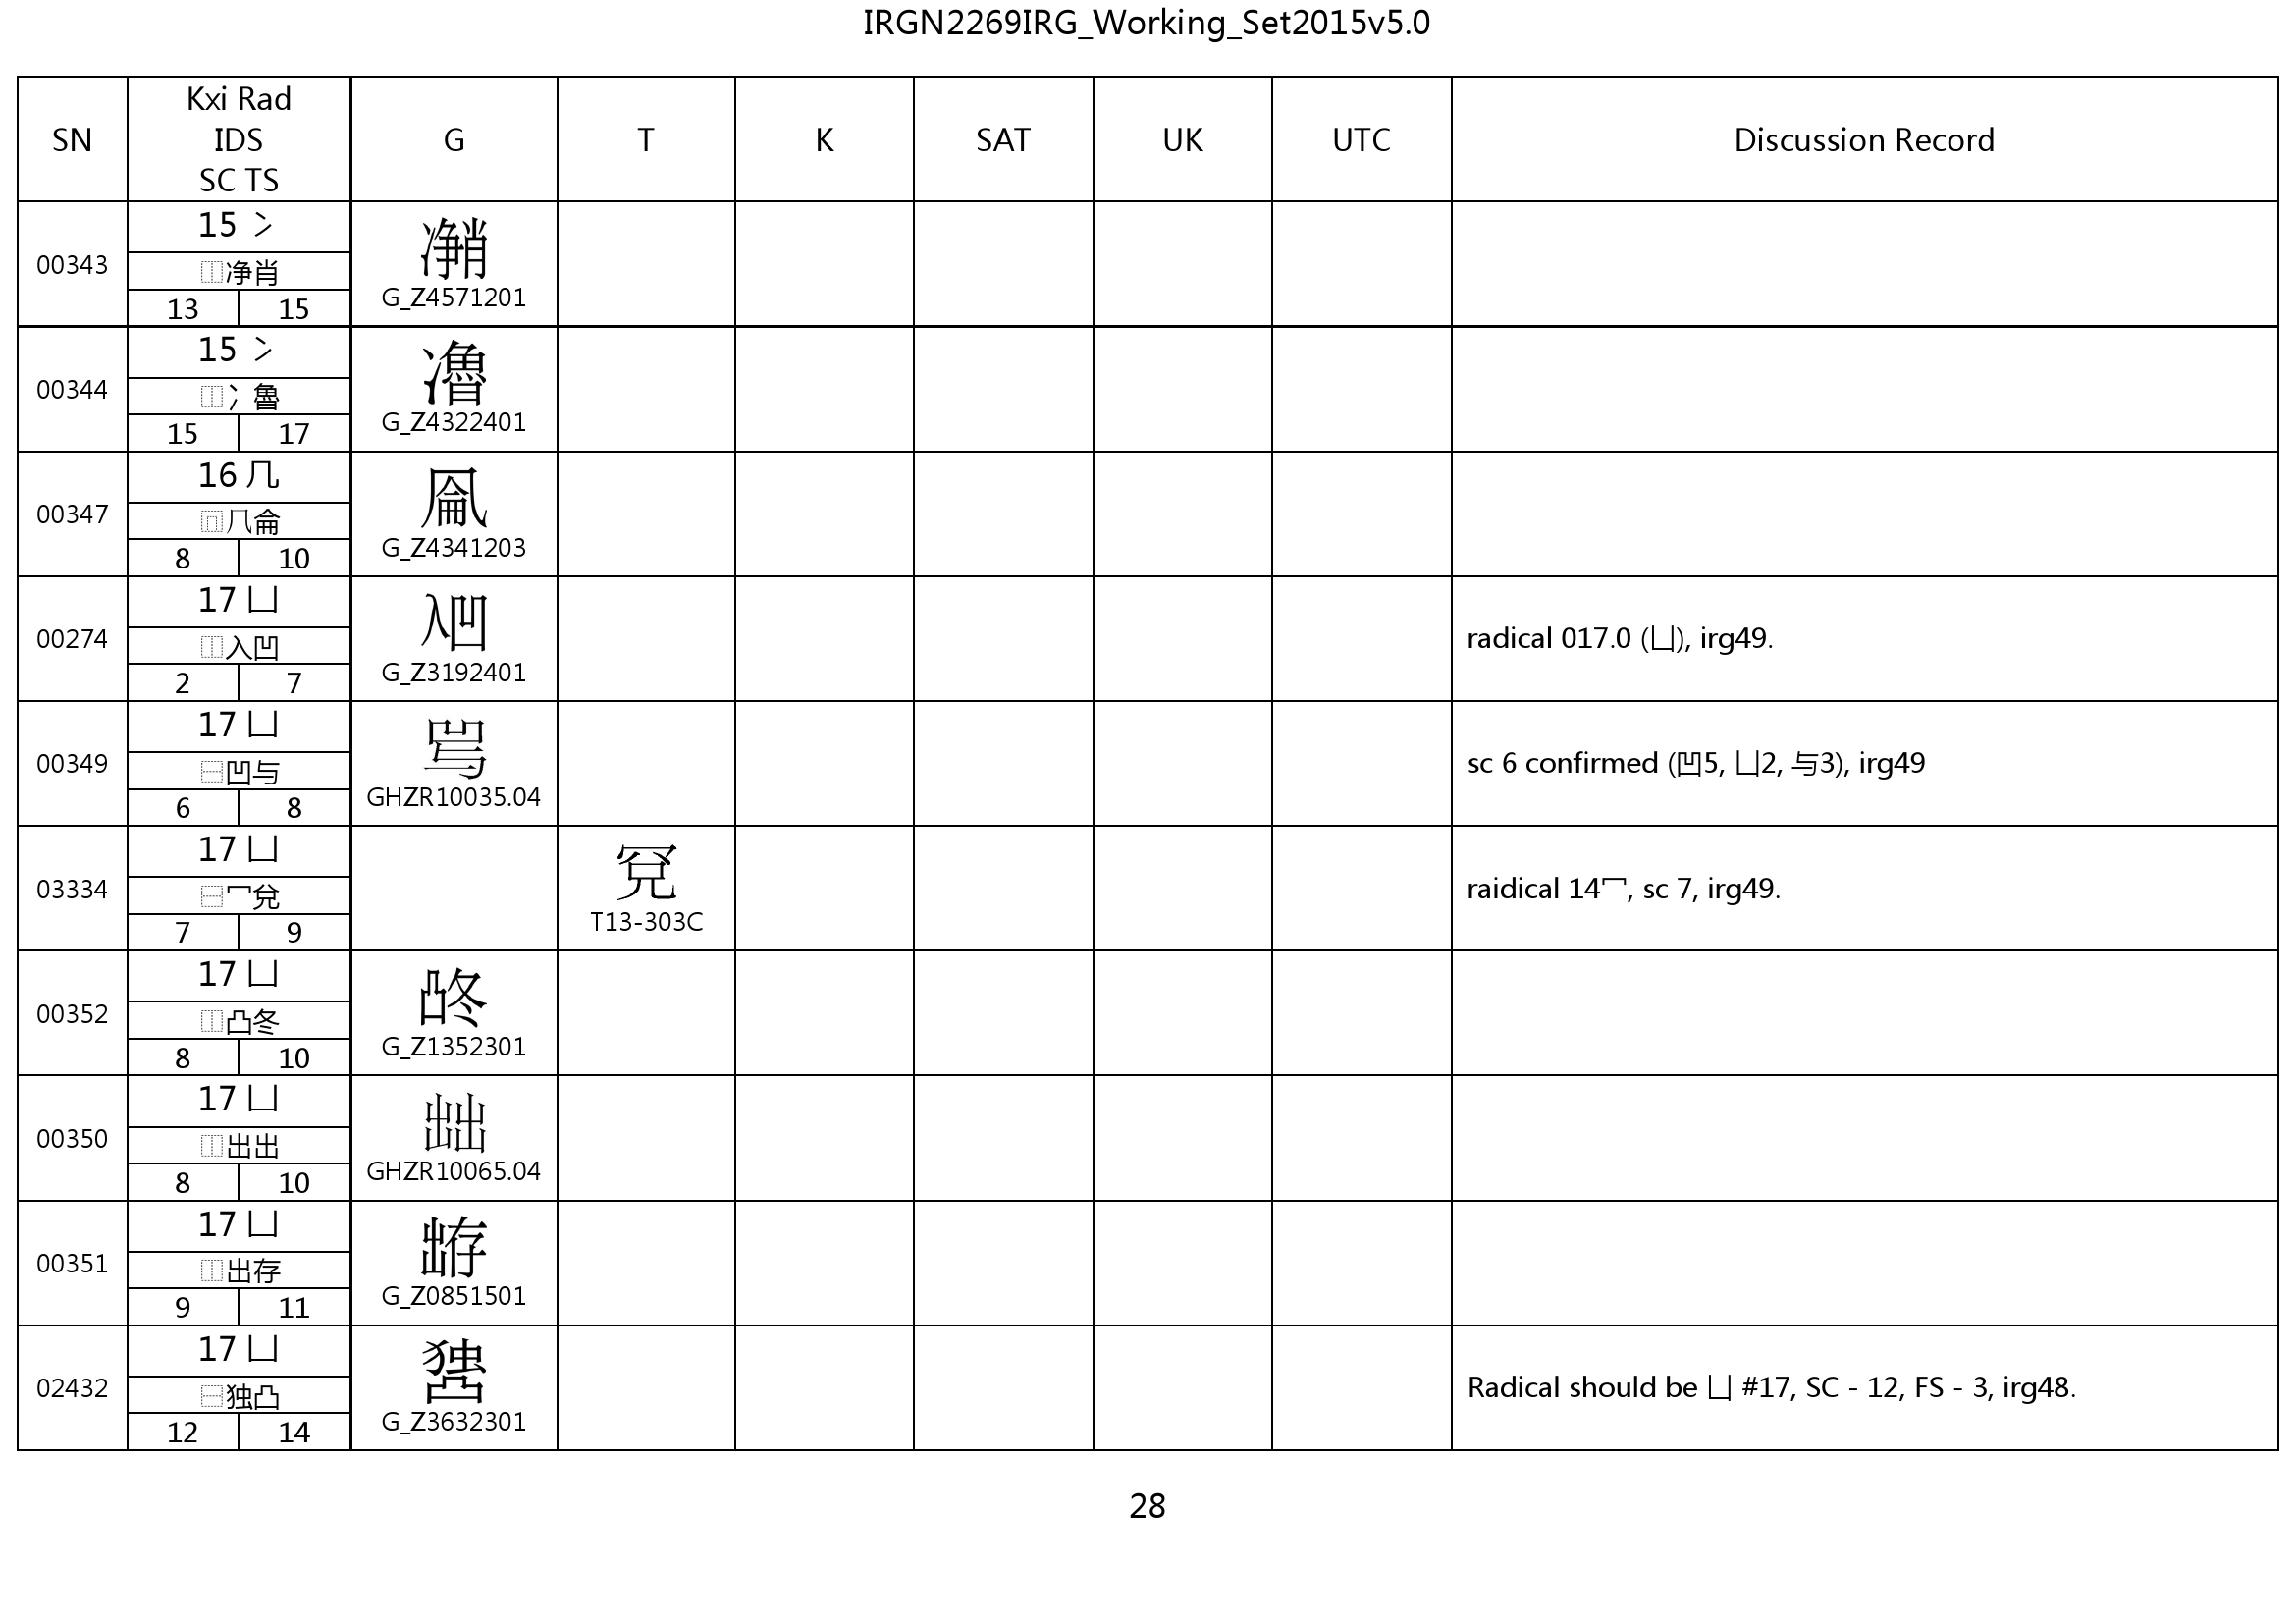 IRGN2269IRG_Working_Set2015v5.0
SN
Kxi Rad
IDS
SC TS
G
T
K
SAT
UK
UTC
Discussion Record
00343
15 冫
⿰净肖
13 15
G_Z4571201
00344
15 冫
⿰冫魯
15 17
G_Z4322401
00347
16 几
⿵⺇侖
8 10
G_Z4341203
00274
17 凵
⿰入凹
2 7
G_Z3192401
radical 017.0 (凵), irg49.
00349
17 凵
⿱凹与
6 8
GHZR10035.04
sc 6 confirmed (凹5, 凵2, 与3), irg49
03334
17 凵
⿱冖兌
7 9
T13-303C
raidical 14冖, sc 7, irg49.
00352
17 凵
⿰凸冬
8 10
G_Z1352301
00350
17 凵
⿰出出
8 10
GHZR10065.04
00351
17 凵
⿰出存
9 11
G_Z0851501
02432
17 凵
⿱独凸
12 14
G_Z3632301
Radical should be 凵 #17, SC - 12, FS - 3, irg48.
28